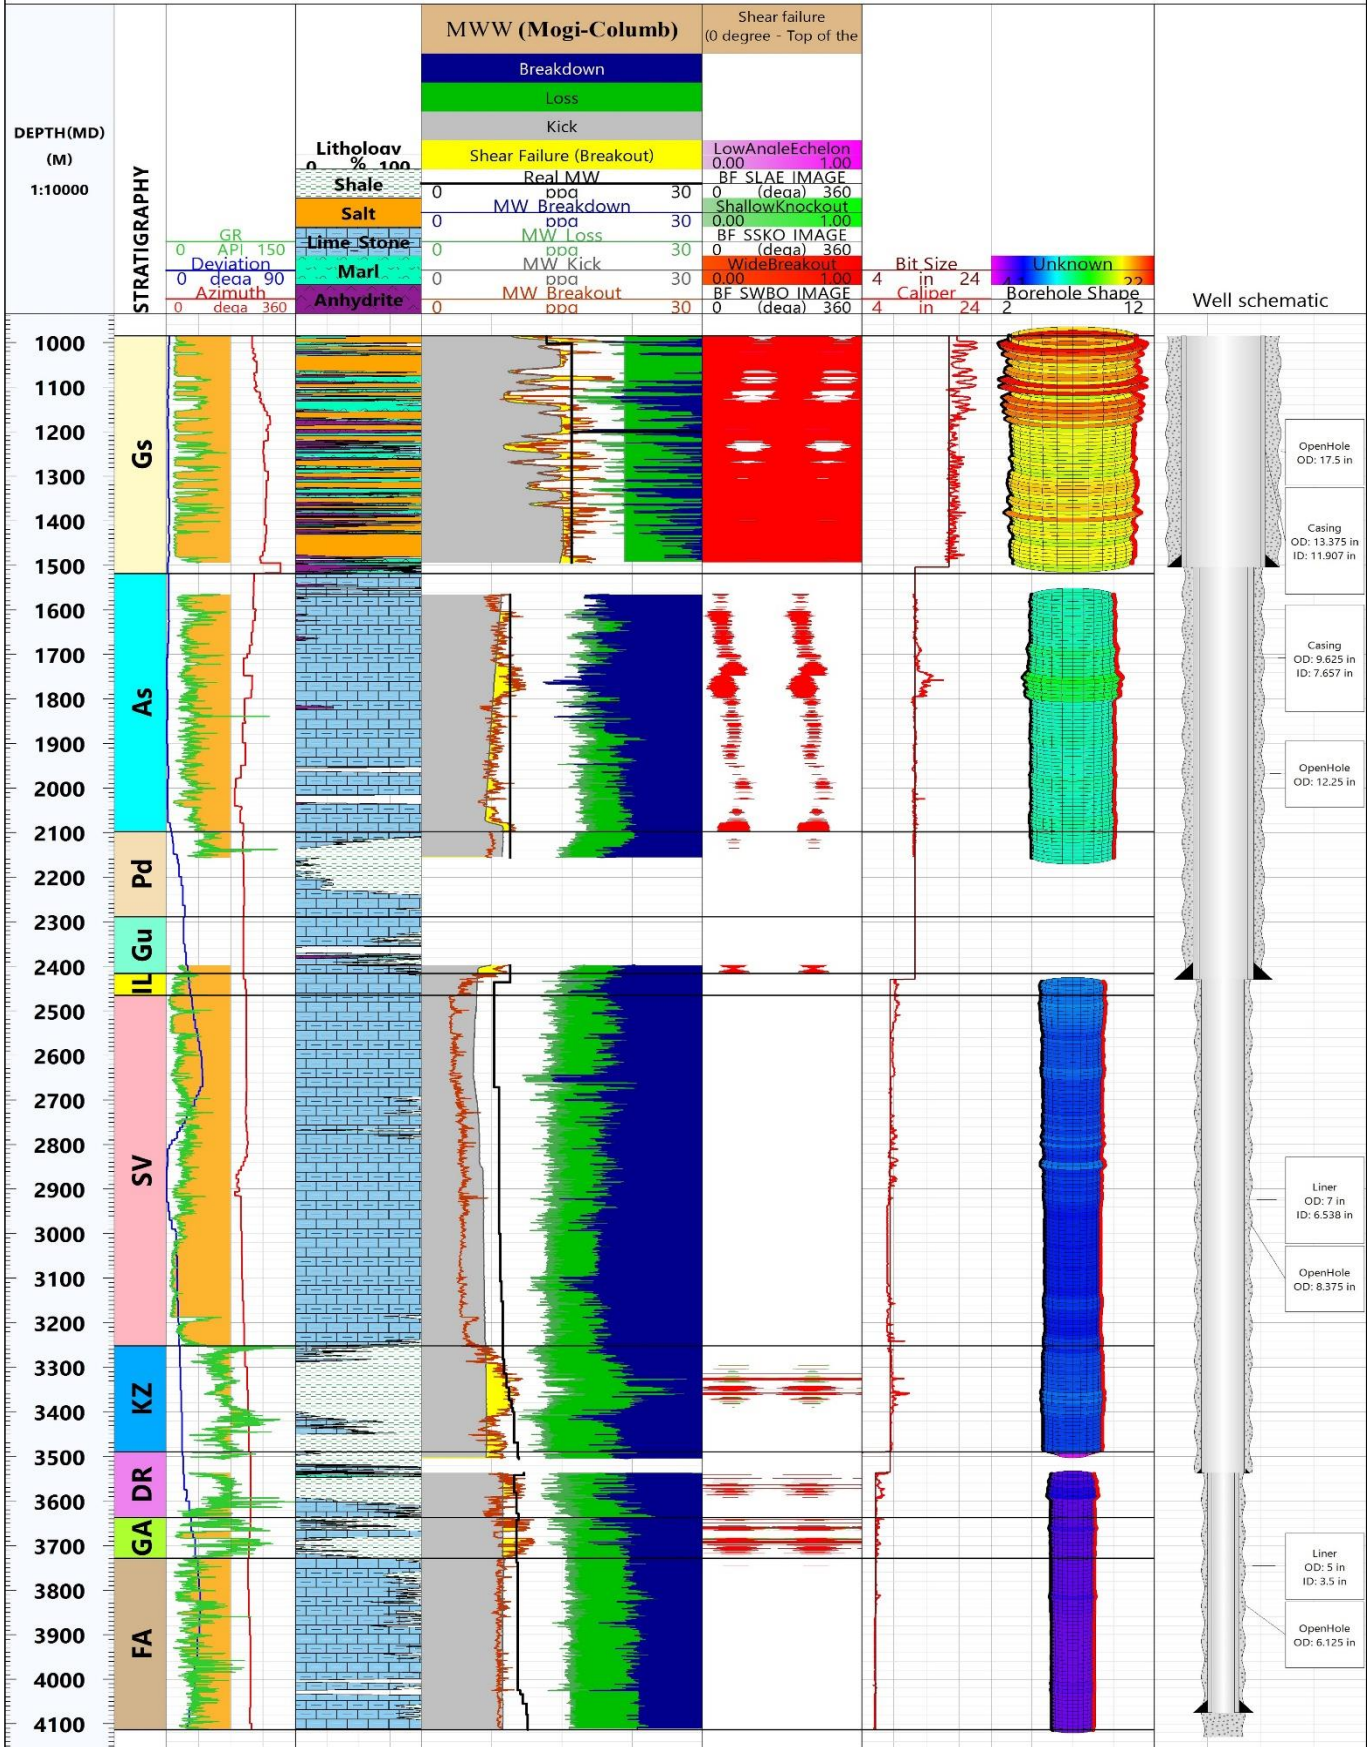 DEPTH(MD)
(M)
1:10000
STRATIGRAPHY
GR
0 API 150
Deviation
0 dega 90
Azimuth
0 dega 360
Lithology
0 % 100
Shale
Salt
Lime Stone
Marl
Anhydrite
MWW (Mogi-Columb)
Breakdown
Loss
Kick
Shear Failure (Breakout)
Real MW
0 ppg 30
MW Breakdown
0 ppg 30
MW Loss
0 ppg 30
MW Kick
0 ppg 30
MW Breakout
0 ppg 30
Shear failure
(0 degree - Top of the
LowAngleEchelon
0.00 1.00
BF SLAE IMAGE
0 (dega) 360
ShallowKnockout
0.00 1.00
BF SSKO IMAGE
0 (dega) 360
WideBreakout
0.00 1.00
BF SWBO IMAGE
0 (dega) 360
Bit Size
4 in 24
Caliper
4 in 24
Unknown
Borehole Shape
2 12
Well schematic
1000
1100
1200
1300
1400
1500
1600
1700
1800
1900
2000
2100
2200
2300
2400
2500
2600
2700
2800
2900
3000
3100
3200
3300
3400
3500
3600
3700
3800
3900
4000
4100
Gs
As
Pd
Gu
IL
SV
KZ
DR
GA
FA
OpenHole
OD: 17.5 in
Casing
OD: 13.375 in
ID: 11.907 in
Casing
OD: 9.625 in
ID: 7.657 in
OpenHole
OD: 12.25 in
Liner
OD: 7 in
ID: 6.538 in
OpenHole
OD: 8.375 in
Liner
OD: 5 in
ID: 3.5 in
OpenHole
OD: 6.125 in